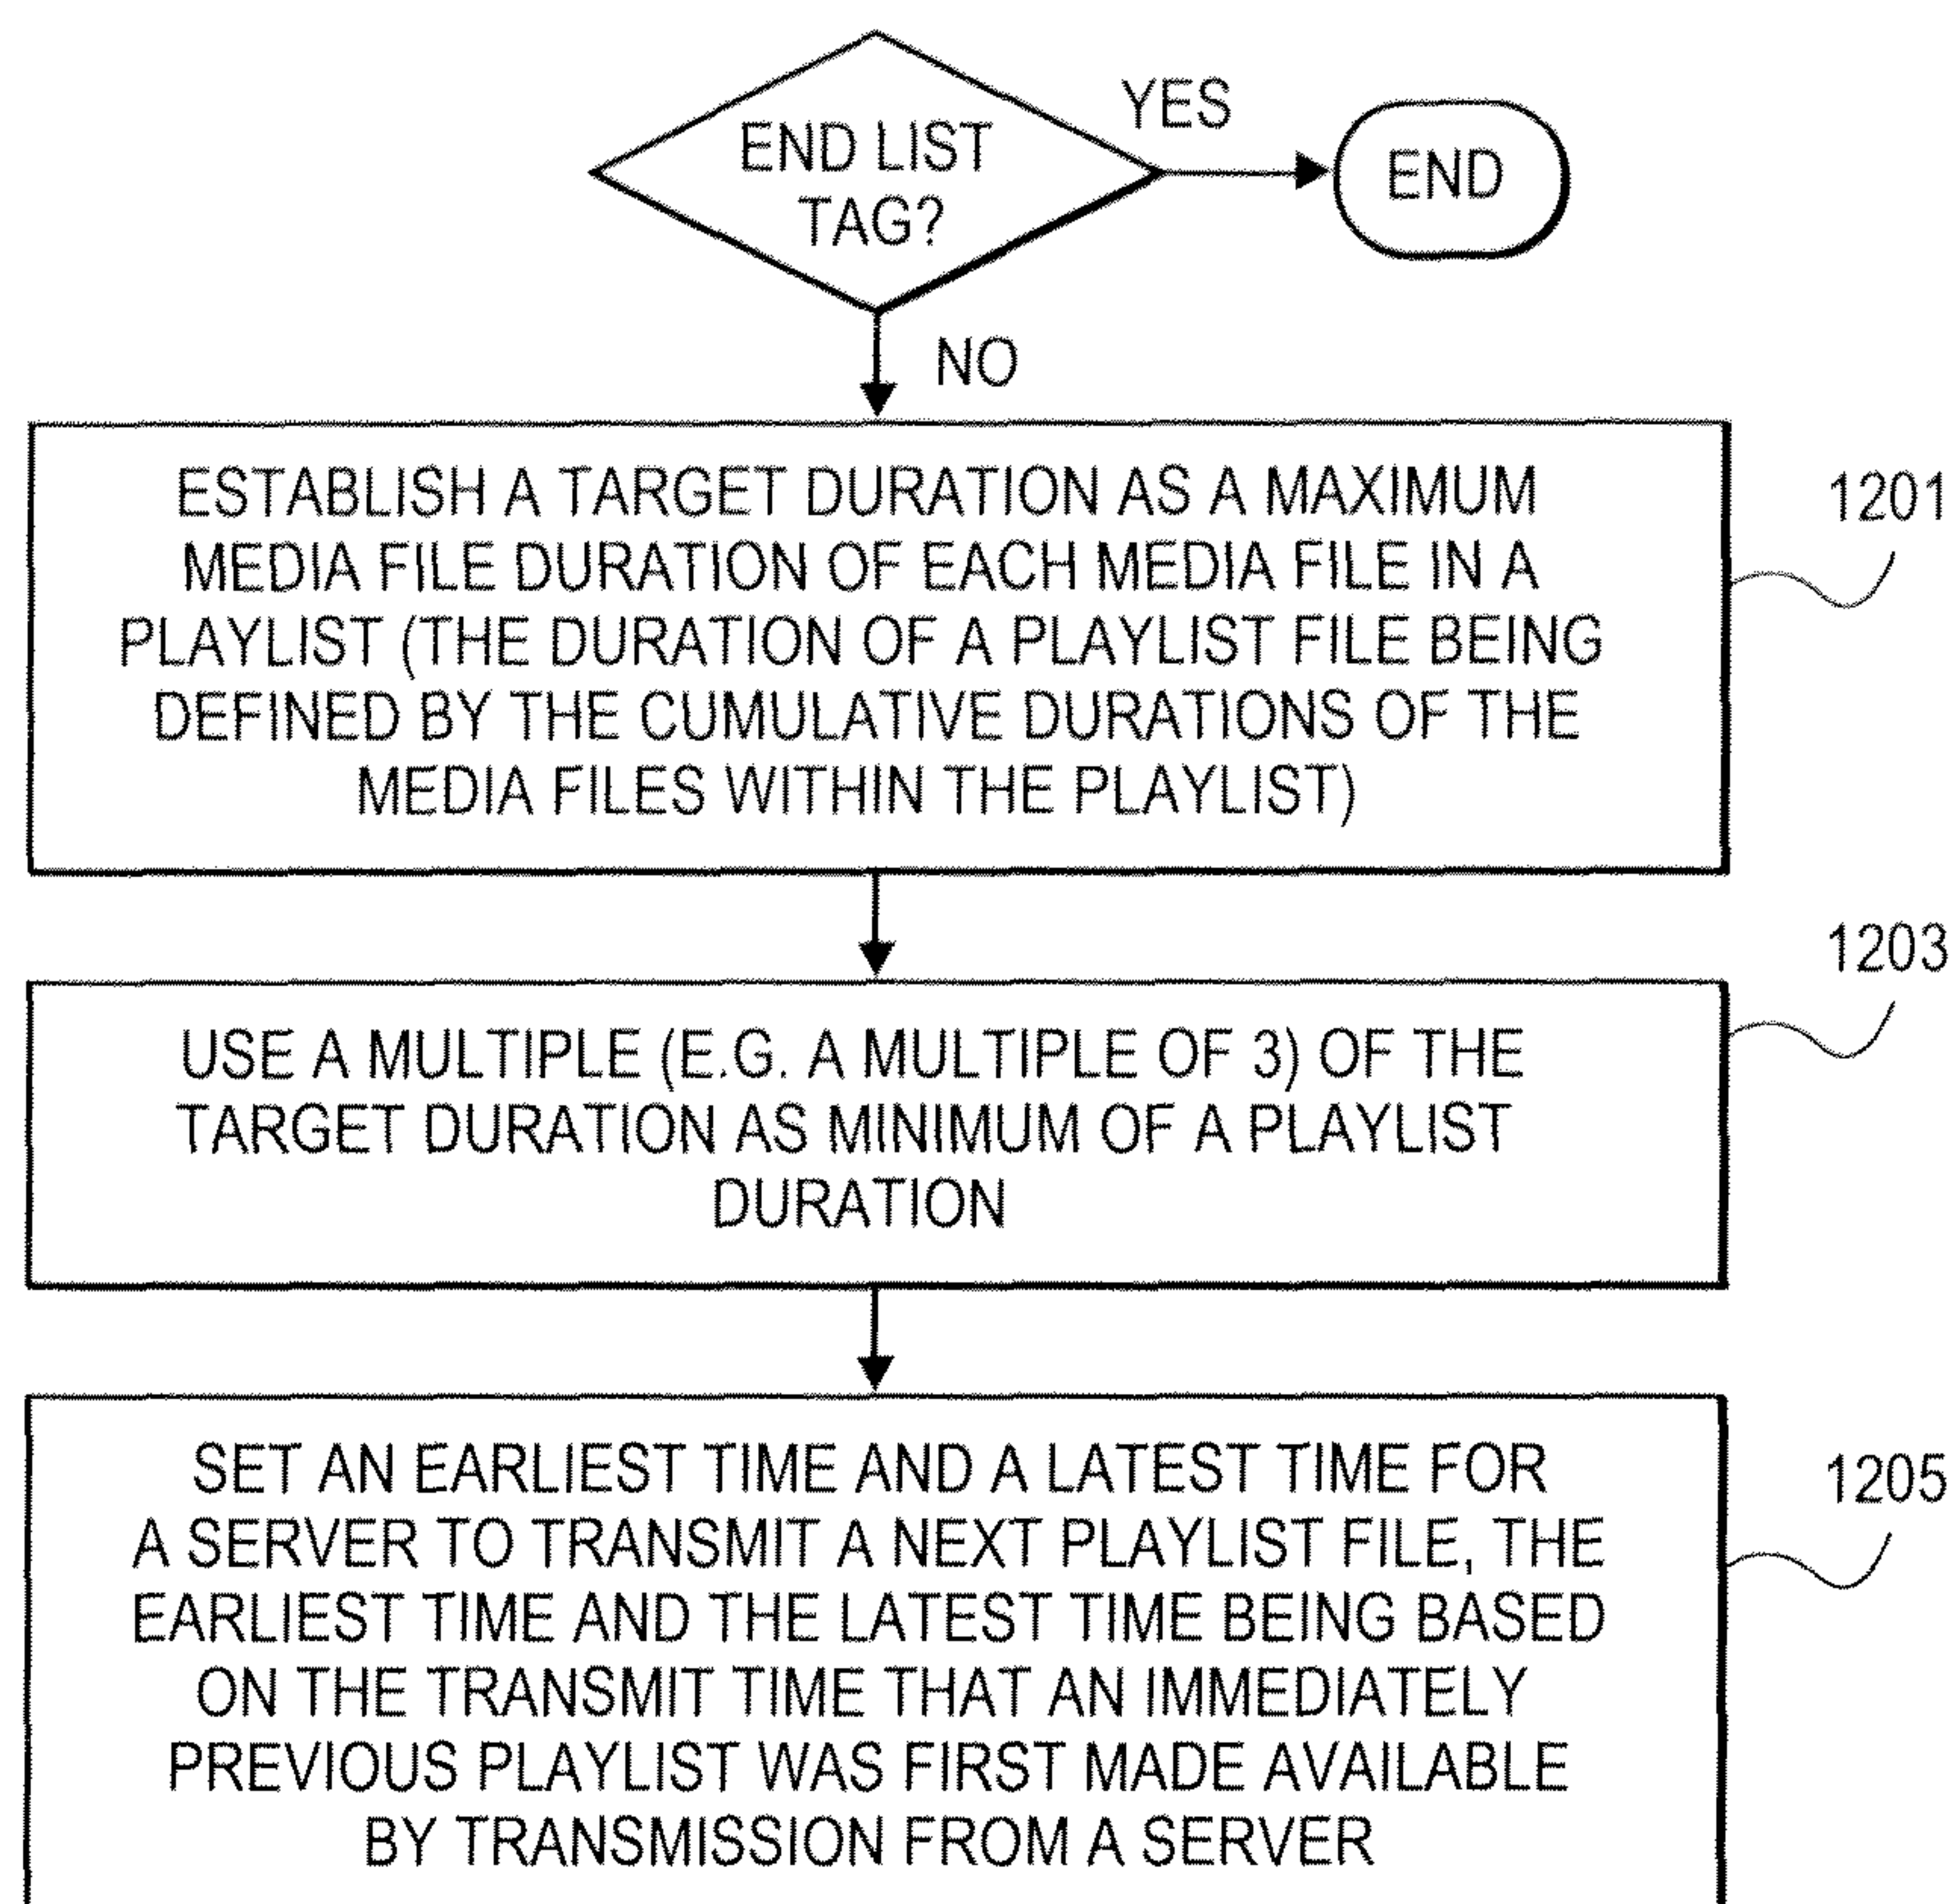 END LIST
TAG?
YES
END
NO
ESTABLISH A TARGET DURATION AS A MAXIMUM
MEDIA FILE DURATION OF EACH MEDIA FILE IN A
PLAYLIST (THE DURATION OF A PLAYLIST FILE BEING
DEFINED BY THE CUMULATIVE DURATIONS OF THE
MEDIA FILES WITHIN THE PLAYLIST)
1201
USE A MULTIPLE (E.G. A MULTIPLE OF 3) OF THE
TARGET DURATION AS MINIMUM OF A PLAYLIST
DURATION
1203
SET AN EARLIEST TIME AND A LATEST TIME FOR
A SERVER TO TRANSMIT A NEXT PLAYLIST FILE, THE
EARLIEST TIME AND THE LATEST TIME BEING BASED
ON THE TRANSMIT TIME THAT AN IMMEDIATELY
PREVIOUS PLAYLIST WAS FIRST MADE AVAILABLE
BY TRANSMISSION FROM A SERVER
1205